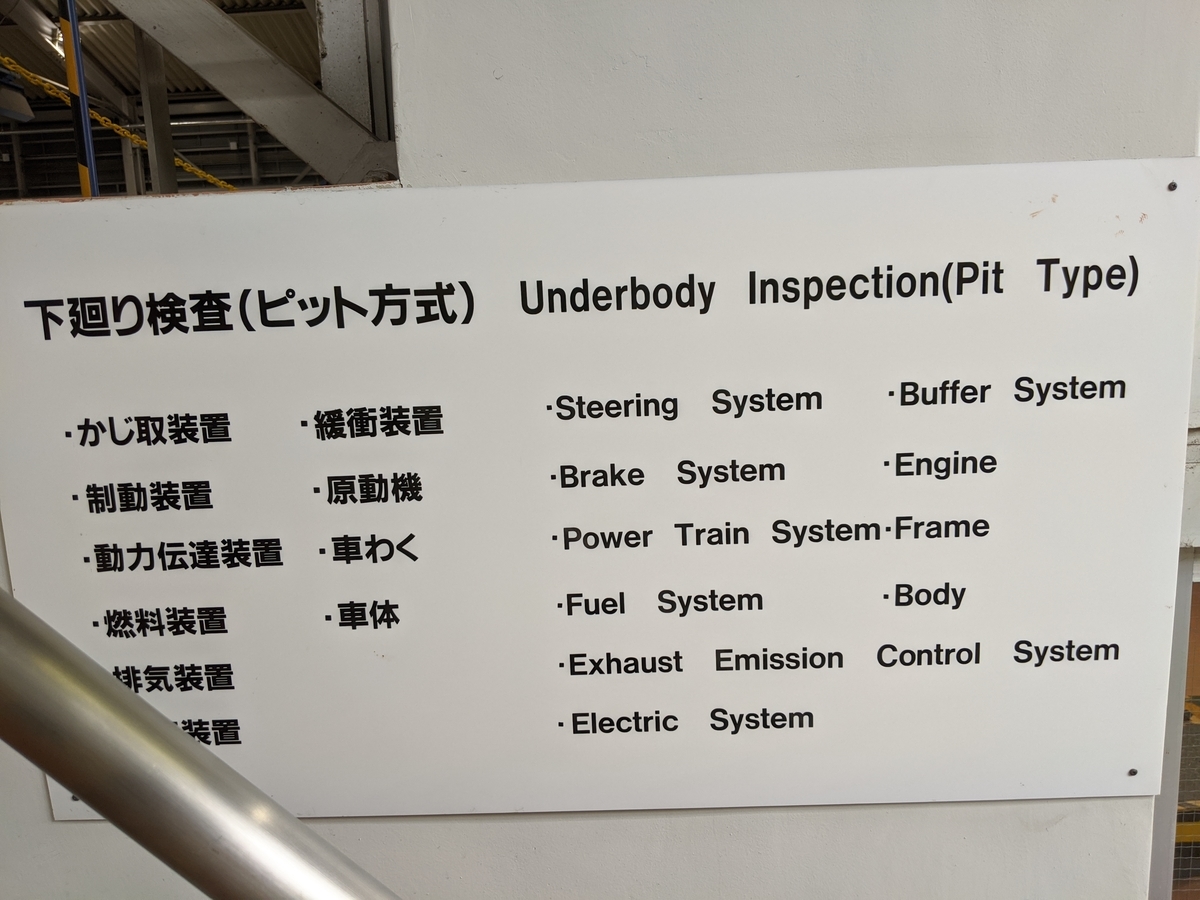 下廻り検査(ピット方式) Underbody Inspection(Pit Type)
・かじ取装置 ・緩衝装置
・制動装置 ・原動機
・動力伝達装置 ・車わく
・燃料装置 ・車体
排気装置
装置
・Steering System ・Buffer System
・Brake System ・Engine
・Power Train System・Frame
・Fuel System ・Body
・Exhaust Emission Control System
・Electric System